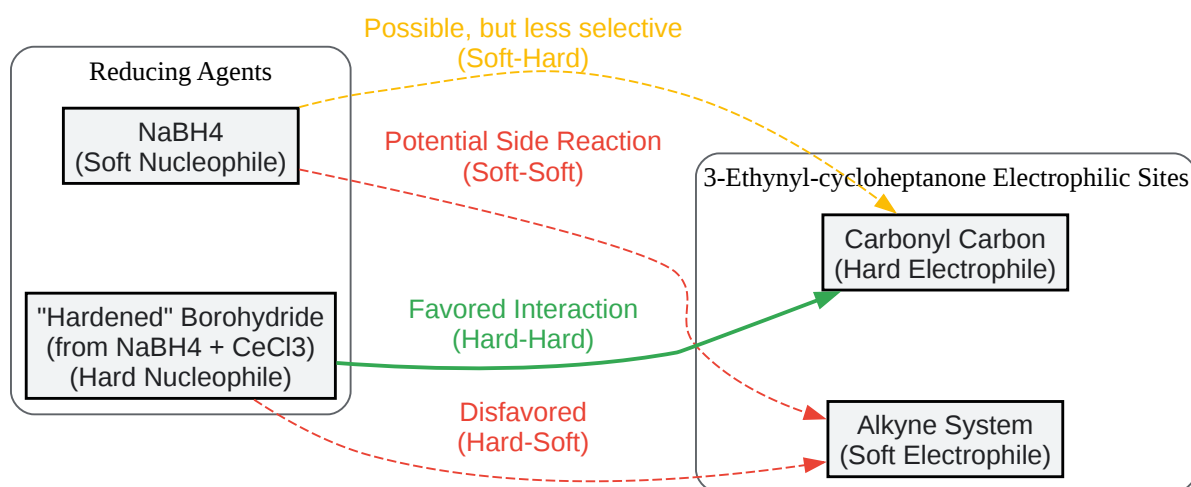 Possible, but less selective
(Soft-Hard)
Reducing Agents
NaBH4
(Soft Nucleophile)
Potential Side Reaction
(Soft-Soft)
3-Ethynyl-cycloheptanone Electrophilic Sites
Carbonyl Carbon
(Hard Electrophile)
"Hardened" Borohydride
(from NaBH4 + CeCl3)
(Hard Nucleophile)
Favored Interaction
(Hard-Hard)
Disfavored
(Hard-Soft)
Alkyne System
(Soft Electrophile)